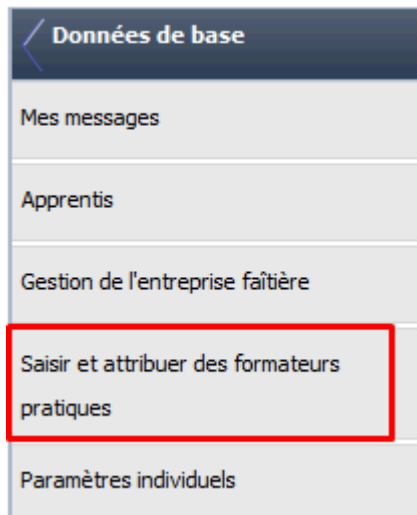 Données de base
Mes messages
Apprentis
Gestion de l'entreprise faîtière
Saisir et attribuer des formateurs
pratiques
Paramètres individuels